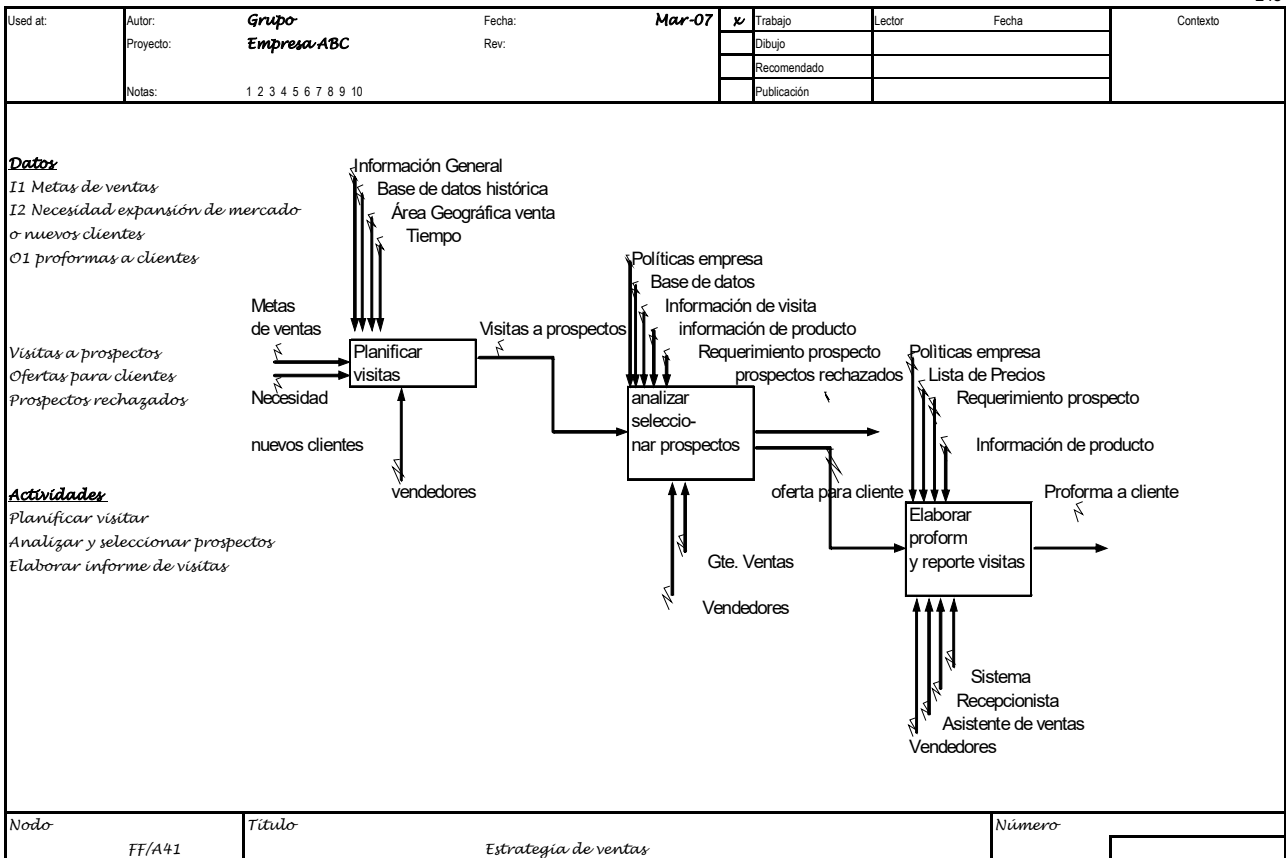 Used at:
Autor: Grupo Fecha: Mar-07 x Trabajo Lector Fecha Contexto
Proyecto: Empresa ABC Rev: Dibujo
Recomendado
Notas: 1 2 3 4 5 6 7 8 9 10 Publicación
Datos
I1 Metas de ventas
I2 Necesidad expansión de mercado
o nuevos clientes
O1 proformas a clientes
Visitas a prospectos
Ofertas para clientes
Prospectos rechazados
Actividades
Planificar visitar
Analizar y seleccionar prospectos
Elaborar informe de visitas
Información General
Base de datos histórica
Área Geográfica venta
Tiempo
Metas
de ventas
Necesidad
nuevos clientes
Planificar
visitas
vendedores
Visitas a prospectos
Políticas empresa
Base de datos
Información de visita
información de producto
Requerimiento prospecto
prospectos rechazados
analizar
seleccio-
nar prospectos
oferta para cliente
Gte. Ventas
Vendedores
Polìticas empresa
Lista de Precios
Requerimiento prospecto
Información de producto
Elaborar
proform
y reporte visitas
Proforma a cliente
Sistema
Recepcionista
Asistente de ventas
Vendedores
Nodo Título Número
FF/A41 Estrategia de ventas